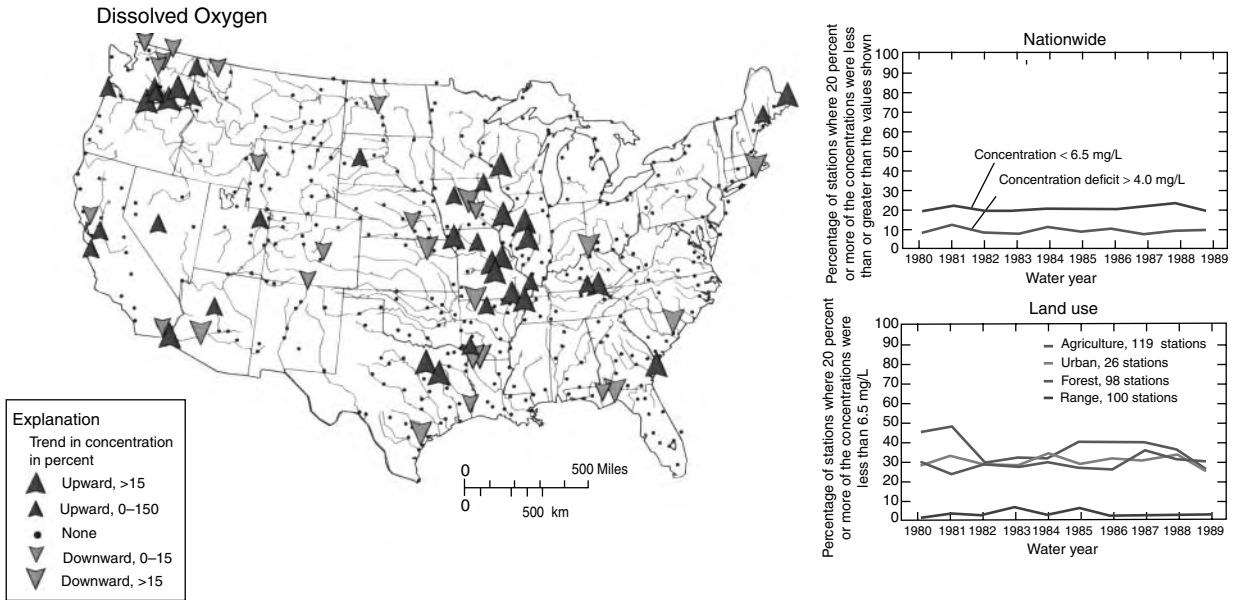 Dissolved Oxygen
Explanation
Trend in concentration
in percent
Upward, >15
Upward, 0–150
None
Downward, 0–15
Downward, >15
0
500 Miles
0
500 km
Nationwide
Percentage of stations where 20 percent
or more of the concentrations were less
than or greater than the values shown
100
90
80
70
60
50
40
30
20
10
0
Concentration < 6.5 mg/L
Concentration deficit > 4.0 mg/L
1980 1981 1982 1983 1984 1985 1986 1987 1988 1989
Water year
Land use
Percentage of stations where 20 percent
or more of the concentrations were
less than 6.5 mg/L
100
90
80
70
60
50
40
30
20
10
0
Agriculture, 119 stations
Urban, 26 stations
Forest, 98 stations
Range, 100 stations
1980 1981 1982 1983 1984 1985 1986 1987 1988 1989
Water year